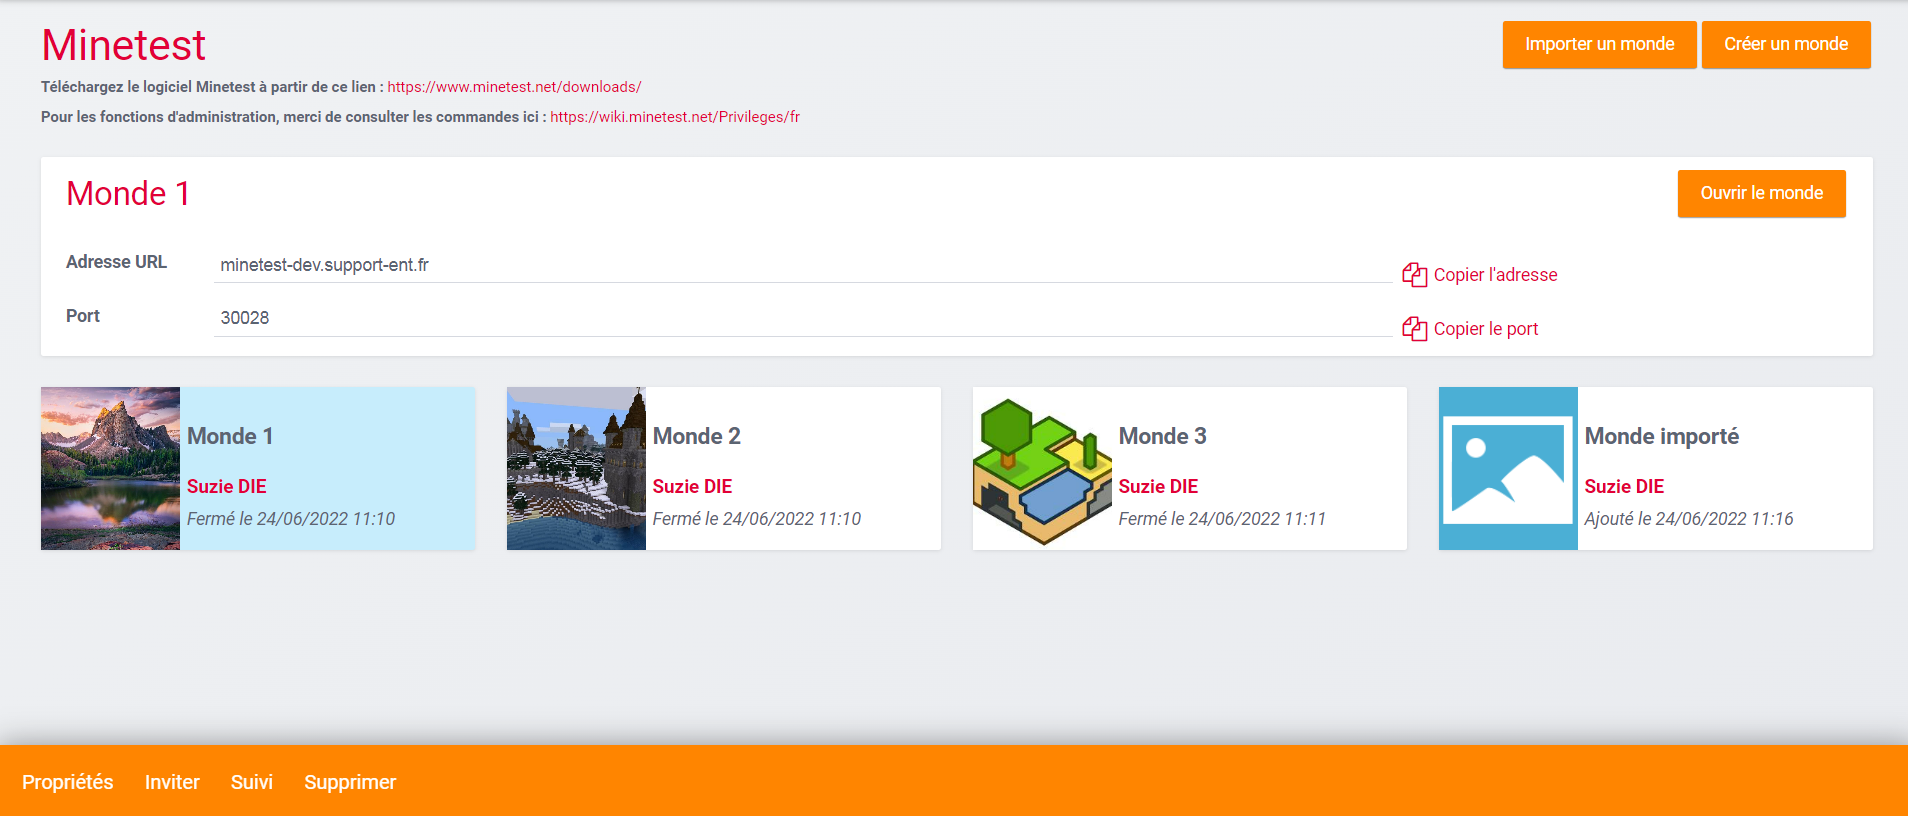 Minetest
Importer un monde
Créer un monde
Téléchargez le logiciel Minetest à partir de ce lien : https://www.minetest.net/downloads/
Pour les fonctions d'administration, merci de consulter les commandes ici : https://wiki.minetest.net/Privileges/fr
Monde 1
Ouvrir le monde
Adresse URL
minetest-dev.support-ent.fr
Copier l'adresse
Port
30028
Copier le port
Monde 1
Suzie DIE
Fermé le 24/06/2022 11:10
Monde 2
Suzie DIE
Fermé le 24/06/2022 11:10
Monde 3
Suzie DIE
Fermé le 24/06/2022 11:11
Monde importé
Suzie DIE
Ajouté le 24/06/2022 11:16
Propriétés
Inviter
Suivi
Supprimer